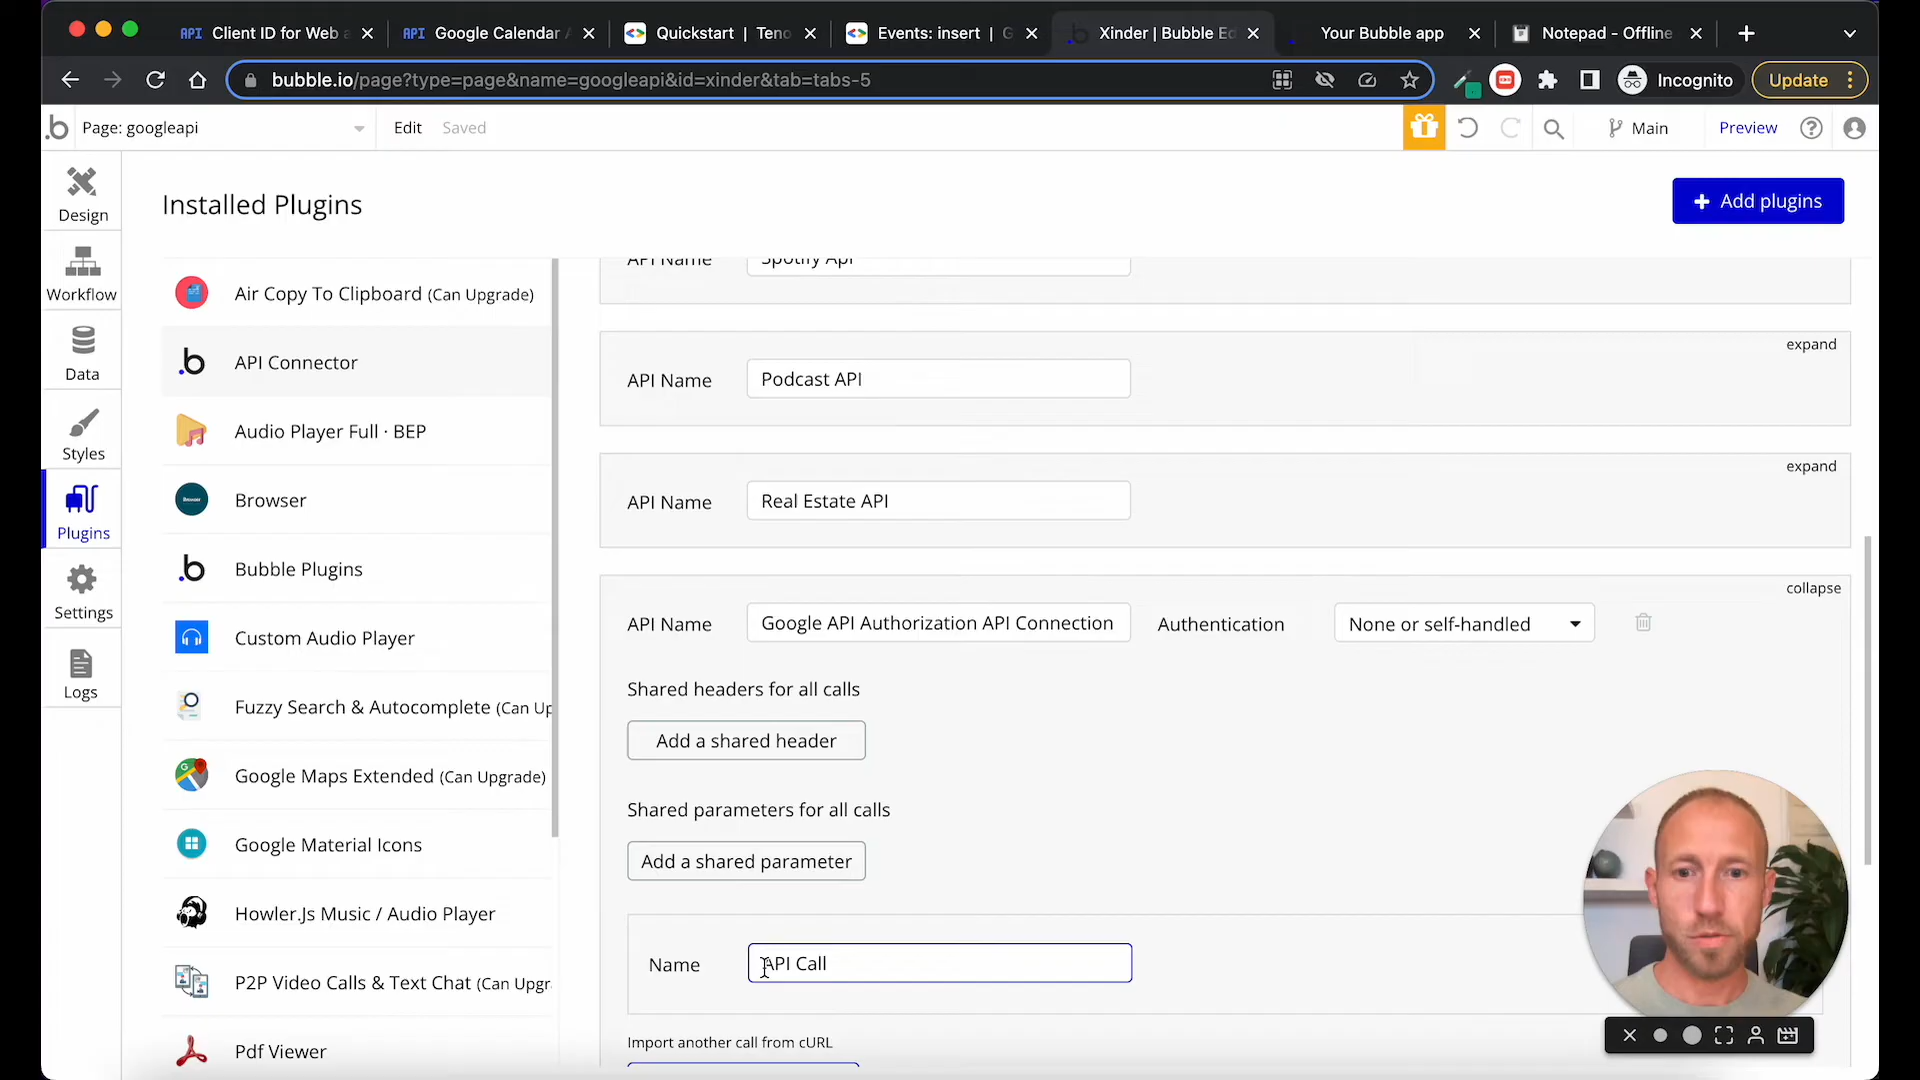 API Client ID for Web a
API Google Calendar A
Quickstart | Teno
Events: insert | G
Xinder | Bubble Ed
Your Bubble app
Notepad - Offline
bubble.io/page?type=page&name=googleapi&id=xinder&tab=tabs-5
Incognito
Update
Page: googleapi
Edit
Saved
Main
Preview
Design
Workflow
Data
Styles
Plugins
Settings
Logs
Installed Plugins
Add plugins
Air Copy To Clipboard (Can Upgrade)
API Connector
Audio Player Full · BEP
Browser
Bubble Plugins
Custom Audio Player
Fuzzy Search & Autocomplete (Can Up
Google Maps Extended (Can Upgrade)
Google Material Icons
Howler.Js Music / Audio Player
P2P Video Calls & Text Chat (Can Upgr
Pdf Viewer
API Name Spotify Api
expand
API Name Podcast API
expand
API Name Real Estate API
collapse
API Name Google API Authorization API Connection Authentication None or self-handled
Shared headers for all calls
Add a shared header
Shared parameters for all calls
Add a shared parameter
Name API Call
Import another call from cURL